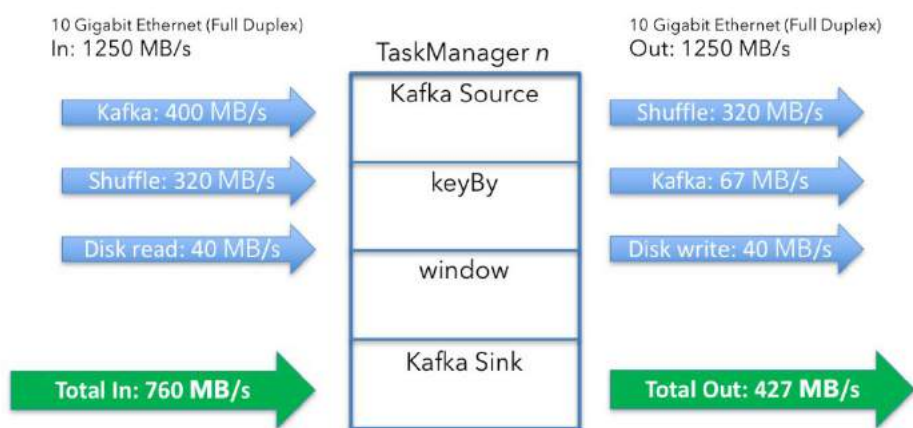 10 Gigabit Ethernet (Full Duplex)
In: 1250 MB/s
10 Gigabit Ethernet (Full Duplex)
Out: 1250 MB/s
TaskManager n
Kafka: 400 MB/s
Kafka Source
Shuffle: 320 MB/s
Shuffle: 320 MB/s
keyBy
Kafka: 67 MB/s
Disk read: 40 MB/s
window
Disk write: 40 MB/s
Total In: 760 MB/s
Kafka Sink
Total Out: 427 MB/s